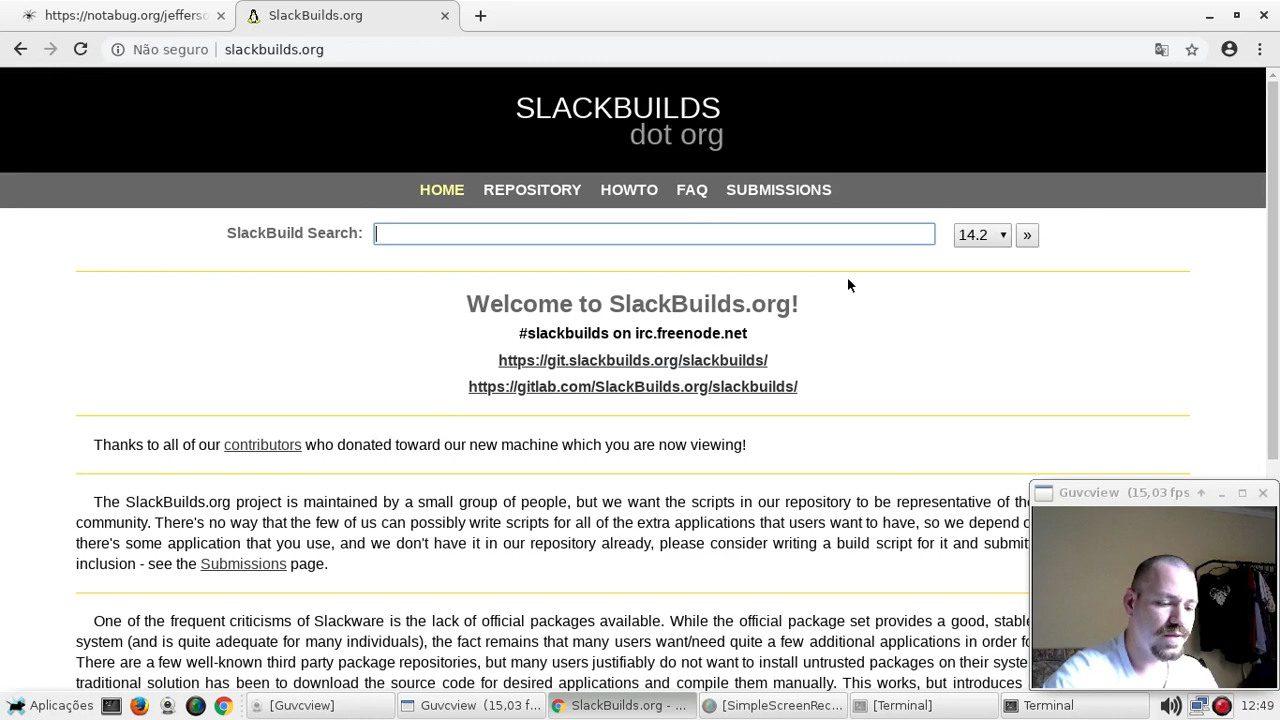 https://notabug.org/jefferso
SlackBuilds.org
Não seguro
slackbuilds.org
SLACKBUILDS
dot org
HOME REPOSITORY HOWTO FAQ SUBMISSIONS
SlackBuild Search: 14.2 »
Welcome to SlackBuilds.org!
#slackbuilds on irc.freenode.net
https://git.slackbuilds.org/slackbuilds/
https://gitlab.com/SlackBuilds.org/slackbuilds/
Thanks to all of our contributors who donated toward our new machine which you are now viewing!
The SlackBuilds.org project is maintained by a small group of people, but we want the scripts in our repository to be representative of the
community. There's no way that the few of us can possibly write scripts for all of the extra applications that users want to have, so we depend o
there's some application that you use, and we don't have it in our repository already, please consider writing a build script for it and submit
inclusion - see the Submissions page.
One of the frequent criticisms of Slackware is the lack of official packages available. While the official package set provides a good, stable
system (and is quite adequate for many individuals), the fact remains that many users want/need quite a few additional applications in order fo
There are a few well-known third party package repositories, but many users justifiably do not want to install untrusted packages on their syste
traditional solution has been to download the source code for desired applications and compile them manually. This works, but introduces
Guvcview (15,03 fps
Aplicações
[Guvcview]
Guvcview (1...
SlackBuilds.org - ...
[SimpleScreenRec...
[Terminal]
Terminal
12:49